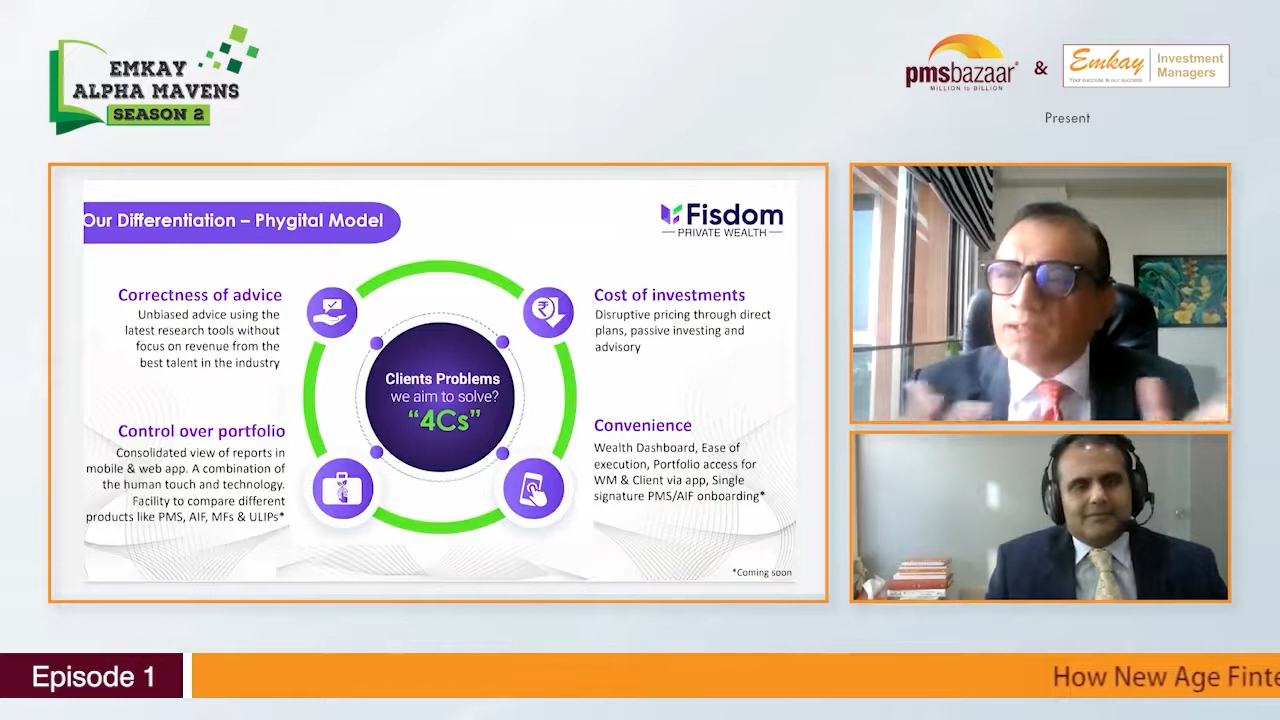 EMKAY
ALPHA MAVENS
SEASON 2
pmsbazaar
MILLION to BILLION
&
Emkay
Your success is our success
Investment
Managers
Present
Our Differentiation – Phygital Model
Fisdom
PRIVATE WEALTH
Correctness of advice
Unbiased advice using the
latest research tools without
focus on revenue from the
best talent in the industry
Cost of investments
Disruptive pricing through direct
plans, passive investing and
advisory
Clients Problems
we aim to solve?
“4Cs”
Control over portfolio
Consolidated view of reports in
mobile & web app. A combination of
the human touch and technology.
Facility to compare different
products like PMS, AIF, MFs & ULIPs*
Convenience
Wealth Dashboard, Ease of
execution, Portfolio access for
WM & Client via app, Single
signature PMS/AIF onboarding*
*Coming soon
Episode 1
How New Age Finte